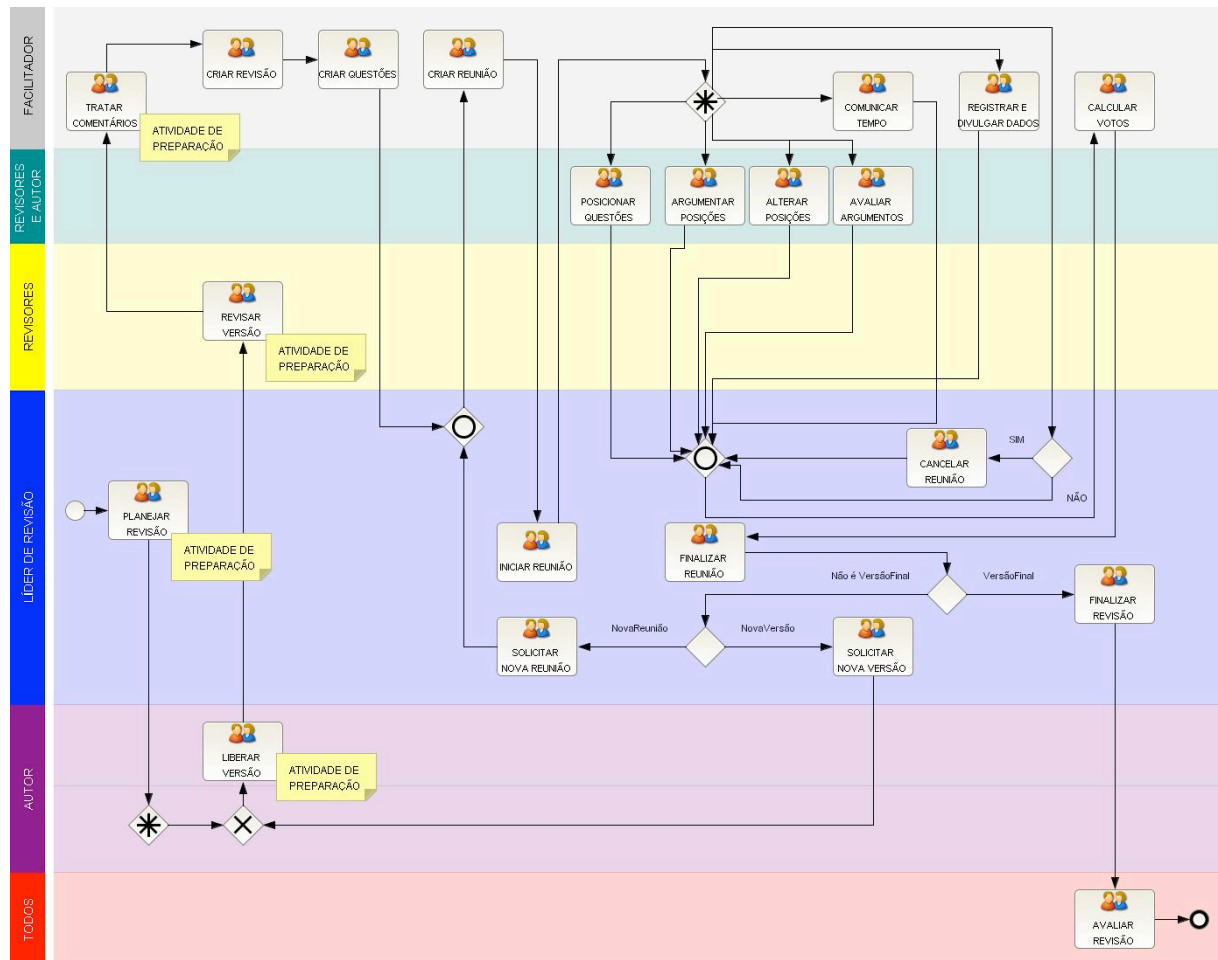 FACILITADOR
CRIAR REVISÃO
CRIAR QUESTÕES
CRIAR REUNIÃO
TRATAR
COMENTÁRIOS
ATIVIDADE DE
PREPARAÇÃO
COMUNICAR
TEMPO
REGISTRAR E
DIVULGAR DADOS
CALCULAR
VOTOS
REVISORES
E AUTOR
POSICIONAR
QUESTÕES
ARGUMENTAR
POSIÇÕES
ALTERAR
POSIÇÕES
AVALIAR
ARGUMENTOS
REVISORES
REVISAR
VERSÃO
ATIVIDADE DE
PREPARAÇÃO
LÍDER DE REVISÃO
SIM
CANCELAR
REUNIÃO
NÃO
PLANEJAR
REVISÃO
ATIVIDADE DE
PREPARAÇÃO
INICIAR REUNIÃO
FINALIZAR
REUNIÃO
Não é VersãoFinal
VersãoFinal
FINALIZAR
REVISÃO
NovaReunião
NovaVersão
SOLICITAR
NOVA REUNIÃO
SOLICITAR
NOVA VERSÃO
AUTOR
LIBERAR
VERSÃO
ATIVIDADE DE
PREPARAÇÃO
TODOS
AVALIAR
REVISÃO